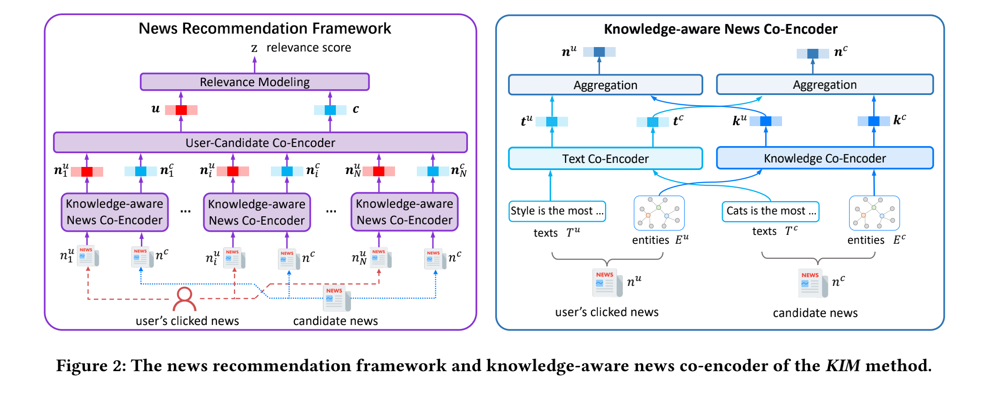 News Recommendation Framework
z relevance score
Relevance Modeling
u c
User-Candidate Co-Encoder
n₁ᵘ n₁ᶜ nᵢᵘ nᵢᶜ n_Nᵘ n_Nᶜ
Knowledge-aware
News Co-Encoder
...
Knowledge-aware
News Co-Encoder
...
Knowledge-aware
News Co-Encoder
n₁ᵘ NEWS NEWS nᶜ nᵢᵘ NEWS NEWS nᶜ n_Nᵘ NEWS NEWS nᶜ
NEWS
user's clicked news candidate news
Knowledge-aware News Co-Encoder
nᵘ nᶜ
Aggregation Aggregation
tᵘ tᶜ kᵘ kᶜ
Text Co-Encoder Knowledge Co-Encoder
Style is the most ... Cats is the most ...
texts Tᵘ entities Eᵘ texts Tᶜ entities Eᶜ
NEWS nᵘ NEWS nᶜ
user's clicked news candidate news
Figure 2: The news recommendation framework and knowledge-aware news co-encoder of the KIM method.